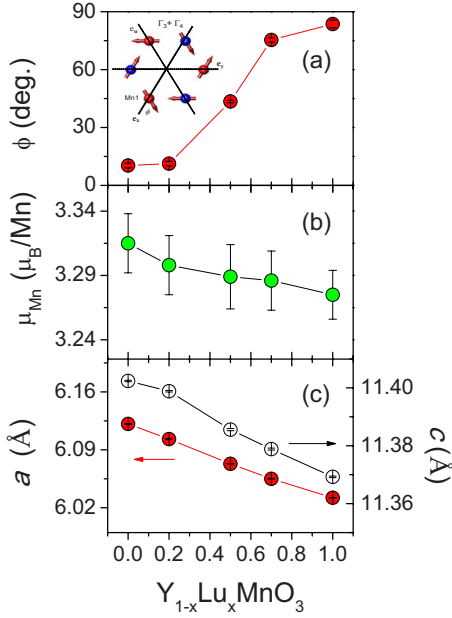 ϕ (deg.)
90
60
30
0
(a)
Γ3+ Γ4
ey
Mn1
ϕ
μMn (μB/Mn)
3.34
3.29
3.24
(b)
a (Å)
6.16
6.09
6.02
(c)
11.40
11.38
11.36
c (Å)
0.0 0.2 0.4 0.6 0.8 1.0
Y1-xLuxMnO3